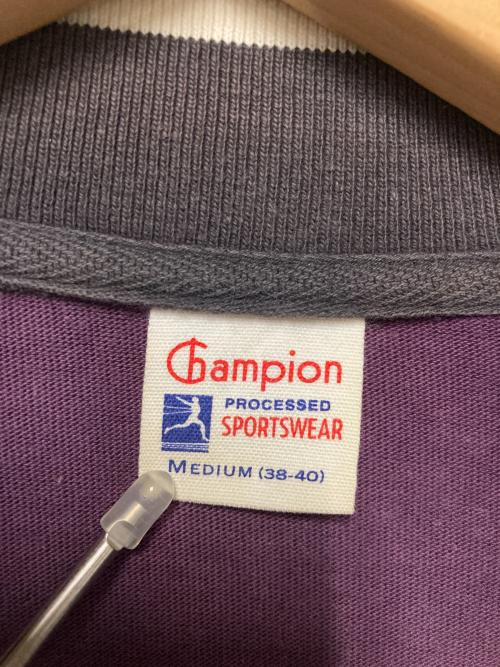 Champion
PROCESSED
SPORTSWEAR
MEDIUM (38-40)